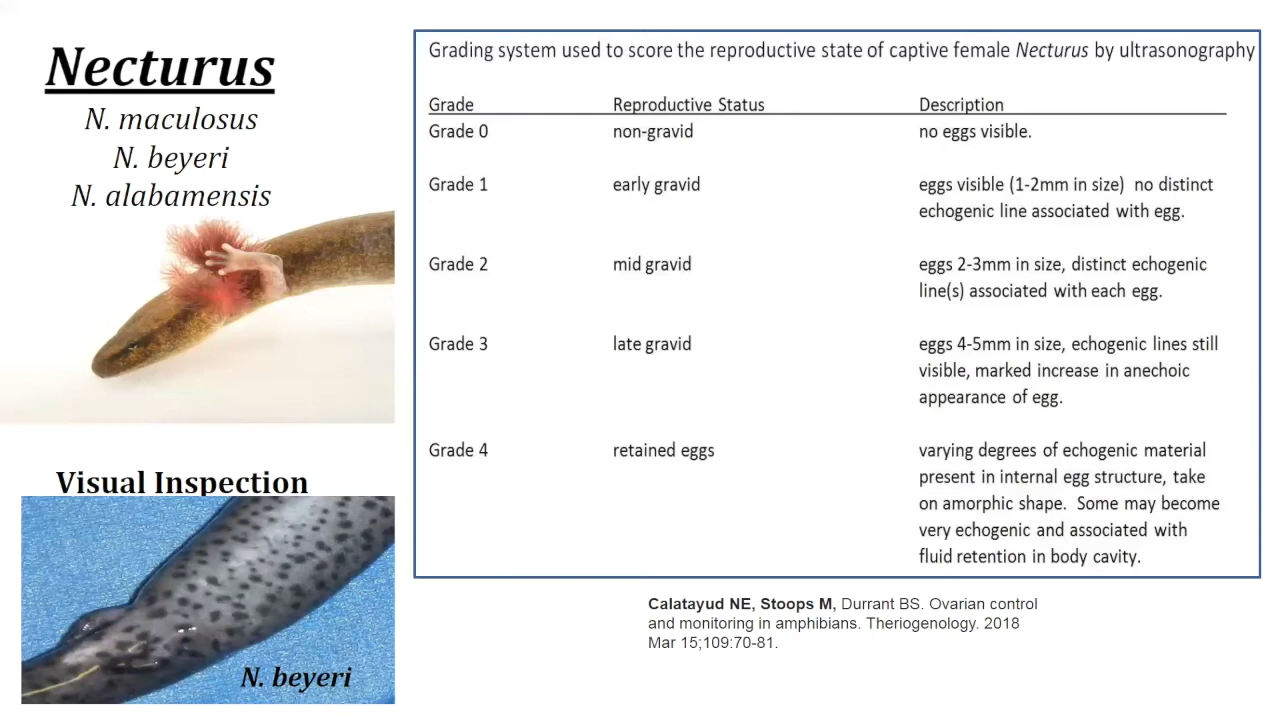 Necturus
N. maculosus
N. beyeri
N. alabamensis
Visual Inspection
N. beyeri
Grading system used to score the reproductive state of captive female Necturus by ultrasonography
Grade Reproductive Status Description
Grade 0 non-gravid no eggs visible.
Grade 1 early gravid eggs visible (1-2mm in size) no distinct
echogenic line associated with egg.
Grade 2 mid gravid eggs 2-3mm in size, distinct echogenic
line(s) associated with each egg.
Grade 3 late gravid eggs 4-5mm in size, echogenic lines still
visible, marked increase in anechoic
appearance of egg.
Grade 4 retained eggs varying degrees of echogenic material
present in internal egg structure, take
on amorphic shape. Some may become
very echogenic and associated with
fluid retention in body cavity.
Calatayud NE, Stoops M, Durrant BS. Ovarian control
and monitoring in amphibians. Theriogenology. 2018
Mar 15;109:70-81.